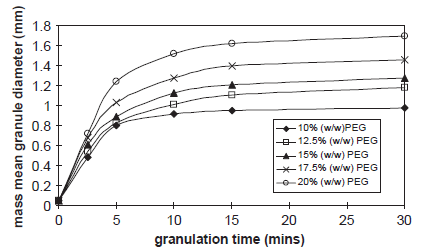 mass mean granule diameter (mm)
1.8
1.6
1.4
1.2
1
0.8
0.6
0.4
0.2
0
10% (w/w)PEG
12.5% (w/w) PEG
15% (w/w) PEG
17.5% (w/w) PEG
20% (w/w) PEG
0 5 10 15 20 25 30
granulation time (mins)